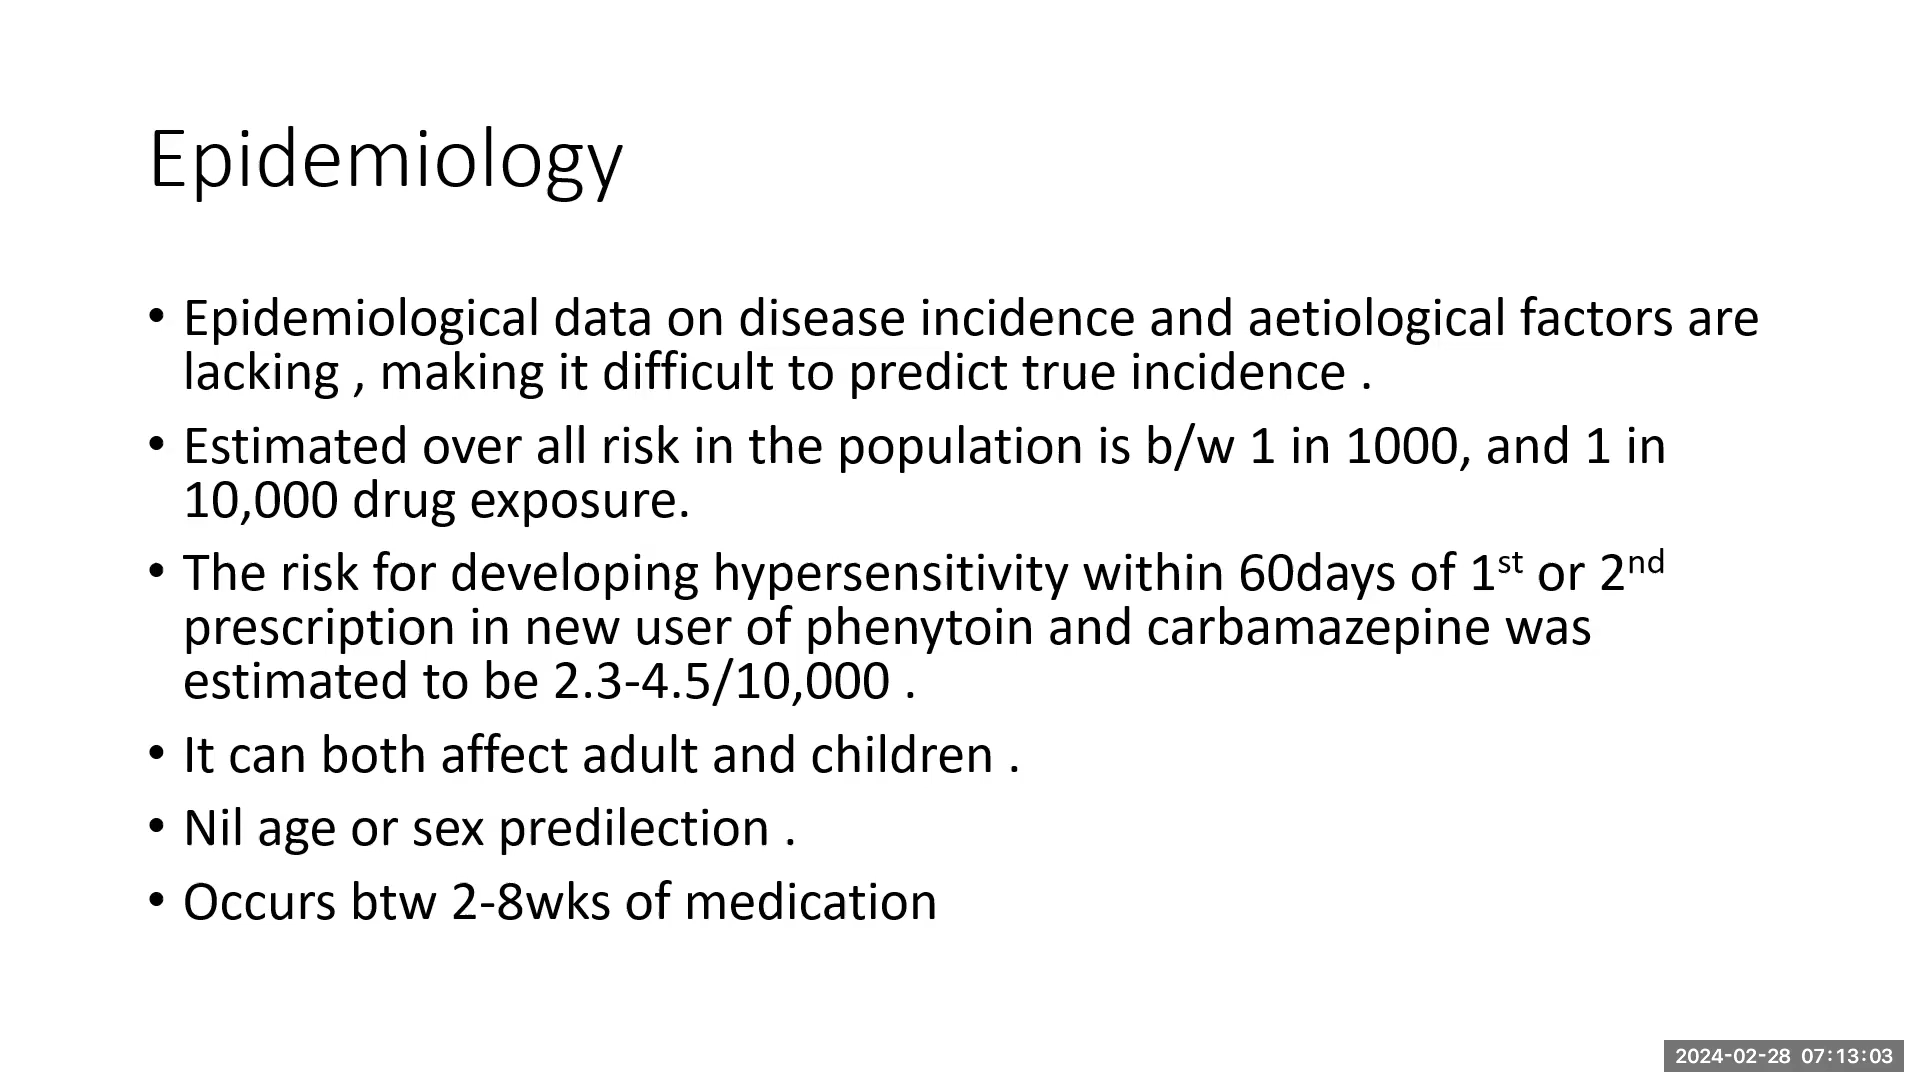 Epidemiology
• Epidemiological data on disease incidence and aetiological factors are
lacking , making it difficult to predict true incidence .
• Estimated over all risk in the population is b/w 1 in 1000, and 1 in
10,000 drug exposure.
• The risk for developing hypersensitivity within 60days of 1st or 2nd
prescription in new user of phenytoin and carbamazepine was
estimated to be 2.3-4.5/10,000 .
• It can both affect adult and children .
• Nil age or sex predilection .
• Occurs btw 2-8wks of medication
2024-02-28 07:13:03